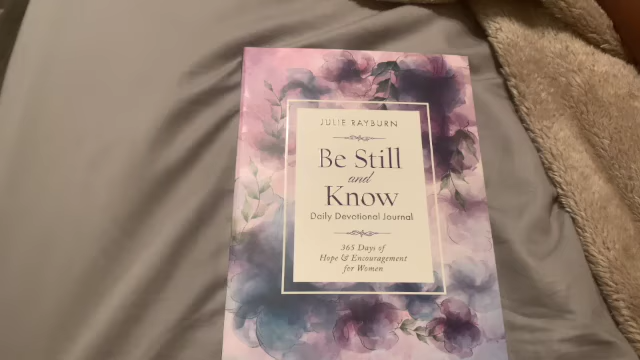 JULIE RAYBURN
Be Still
and
Know
Daily Devotional Journal
365 Days of
Hope & Encouragement
for Women